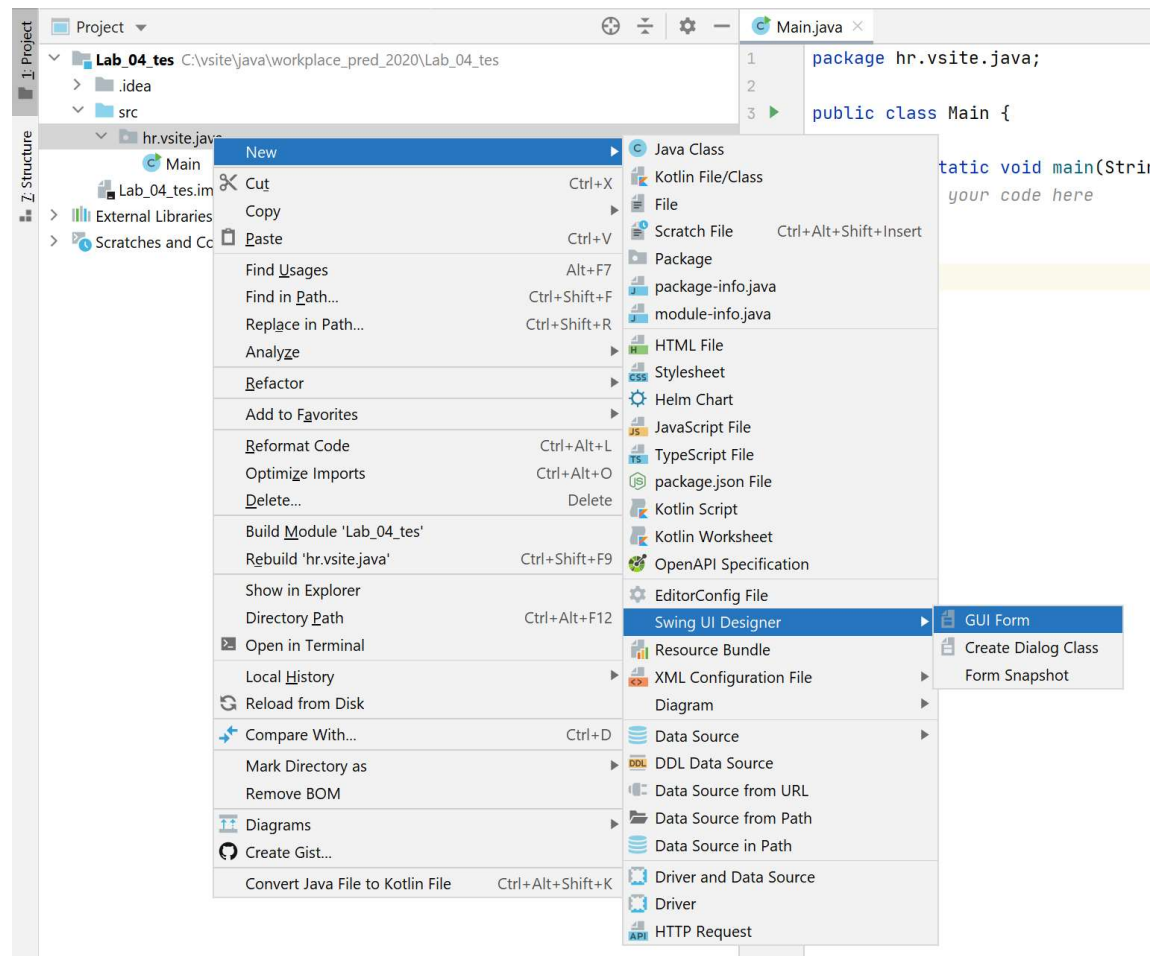 1: Project
Z: Structure
Project
Lab_04_tes C:\vsite\java\workplace_pred_2020\Lab_04_tes
.idea
src
hr.vsite.java
Main
Lab_04_tes.im
External Libraries
Scratches and Co
Main.java
1 package hr.vsite.java;
2
3 public class Main {
tatic void main(Strin
your code here
New
Cut Ctrl+X
Copy
Paste Ctrl+V
Find Usages Alt+F7
Find in Path... Ctrl+Shift+F
Replace in Path... Ctrl+Shift+R
Analyze
Refactor
Add to Favorites
Reformat Code Ctrl+Alt+L
Optimize Imports Ctrl+Alt+O
Delete... Delete
Build Module 'Lab_04_tes'
Rebuild 'hr.vsite.java' Ctrl+Shift+F9
Show in Explorer
Directory Path Ctrl+Alt+F12
Open in Terminal
Local History
Reload from Disk
Compare With... Ctrl+D
Mark Directory as
Remove BOM
Diagrams
Create Gist...
Convert Java File to Kotlin File Ctrl+Alt+Shift+K
Java Class
Kotlin File/Class
File
Scratch File Ctrl+Alt+Shift+Insert
Package
package-info.java
module-info.java
HTML File
Stylesheet
Helm Chart
JavaScript File
TypeScript File
package.json File
Kotlin Script
Kotlin Worksheet
OpenAPI Specification
EditorConfig File
Swing UI Designer
Resource Bundle
XML Configuration File
Diagram
Data Source
DDL Data Source
Data Source from URL
Data Source from Path
Data Source in Path
Driver and Data Source
Driver
HTTP Request
GUI Form
Create Dialog Class
Form Snapshot